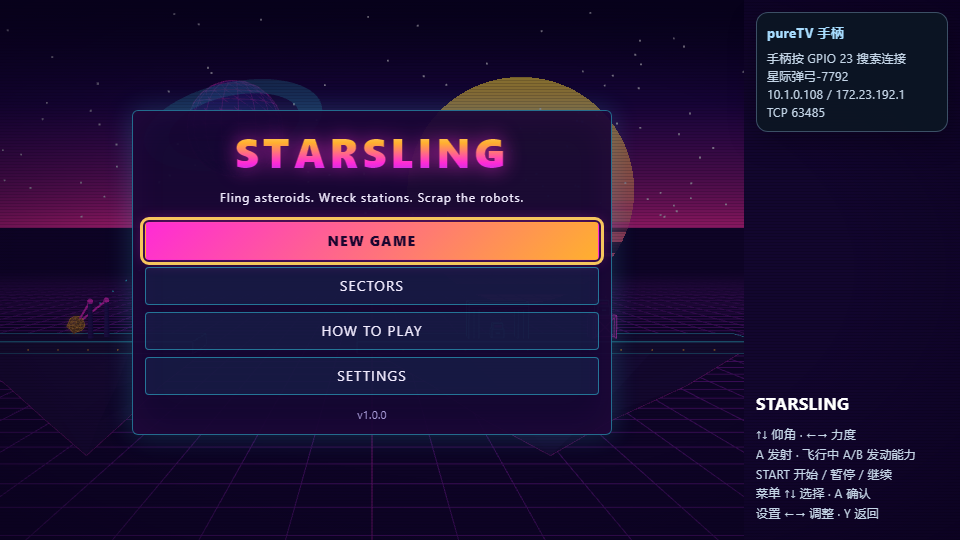 STARSLING
Fling asteroids. Wreck stations. Scrap the robots.
NEW GAME
SECTORS
HOW TO PLAY
SETTINGS
v1.0.0
pureTV 手柄
手柄按 GPIO 23 搜索连接
星际弹弓-7792
10.1.0.108 / 172.23.192.1
TCP 63485
STARSLING
↑↓ 仰角 · ←→ 力度
A 发射 · 飞行中 A/B 发动能力
START 开始 / 暂停 / 继续
菜单 ↑↓ 选择 · A 确认
设置 ←→ 调整 · Y 返回